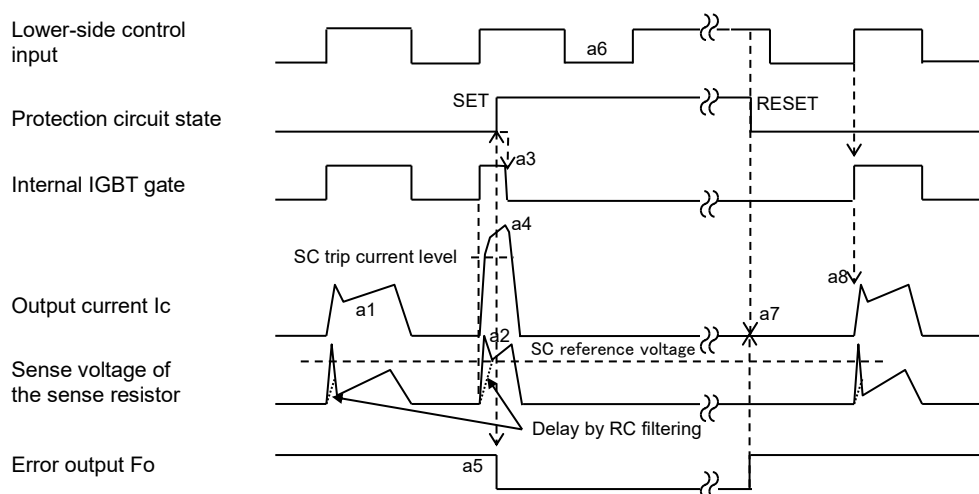 Lower-side control
input
a6
SET
RESET
Protection circuit state
a3
Internal IGBT gate
a4
SC trip current level
a8
Output current Ic
a1
a7
a2
SC reference voltage
Sense voltage of
the sense resistor
Delay by RC filtering
Error output Fo
a5